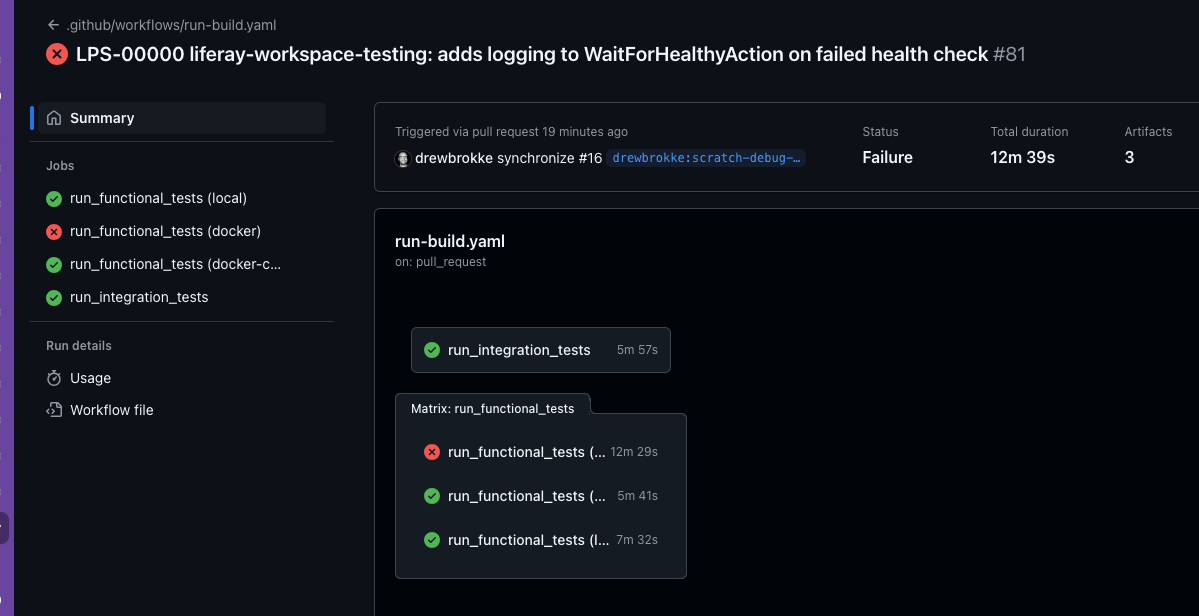 .github/workflows/run-build.yaml
LPS-00000 liferay-workspace-testing: adds logging to WaitForHealthyAction on failed health check #81
Summary
Jobs
run_functional_tests (local)
run_functional_tests (docker)
run_functional_tests (docker-c...
run_integration_tests
Run details
Usage
Workflow file
Triggered via pull request 19 minutes ago
drewbrokke synchronize #16 drewbrokke:scratch-debug-…
Status
Failure
Total duration
12m 39s
Artifacts
3
run-build.yaml
on: pull_request
run_integration_tests 5m 57s
Matrix: run_functional_tests
run_functional_tests (... 12m 29s
run_functional_tests (... 5m 41s
run_functional_tests (l... 7m 32s